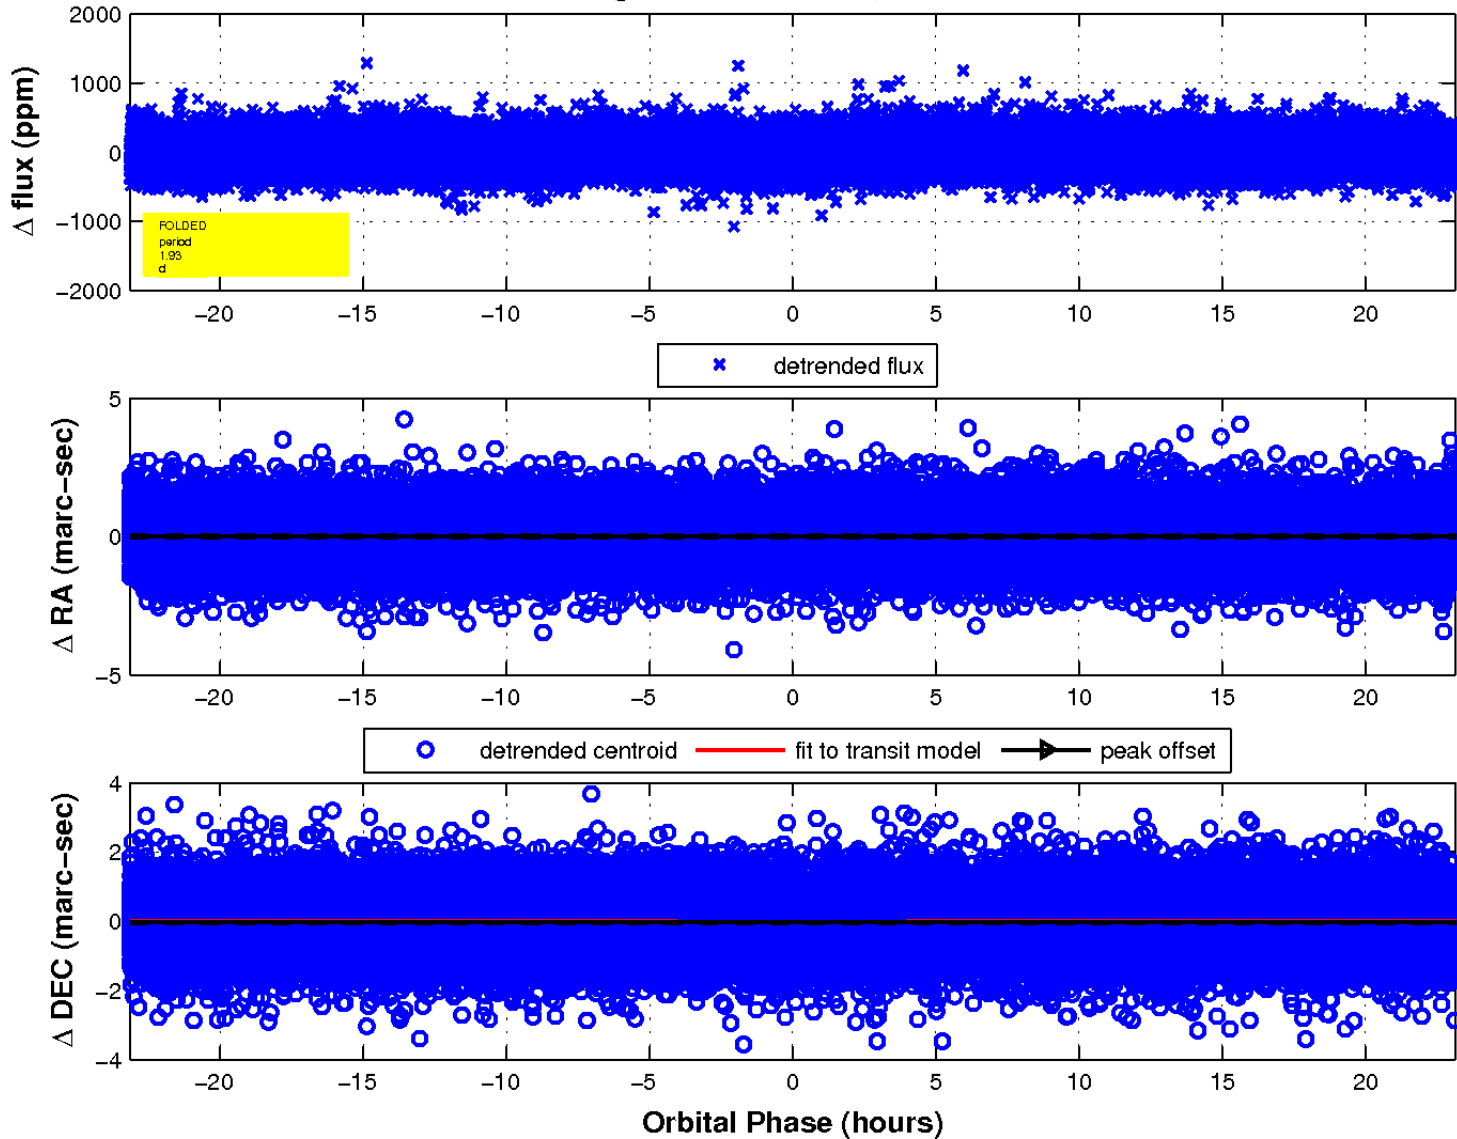 2000
1000
0
−1000
−2000
Δ flux (ppm)
FOLDED
period
1.93
d
−20 −15 −10 −5 0 5 10 15 20
detrended flux
5
0
−5
Δ RA (marc−sec)
−20 −15 −10 −5 0 5 10 15 20
detrended centroid fit to transit model peak offset
4
2
0
−2
−4
Δ DEC (marc−sec)
−20 −15 −10 −5 0 5 10 15 20
Orbital Phase (hours)